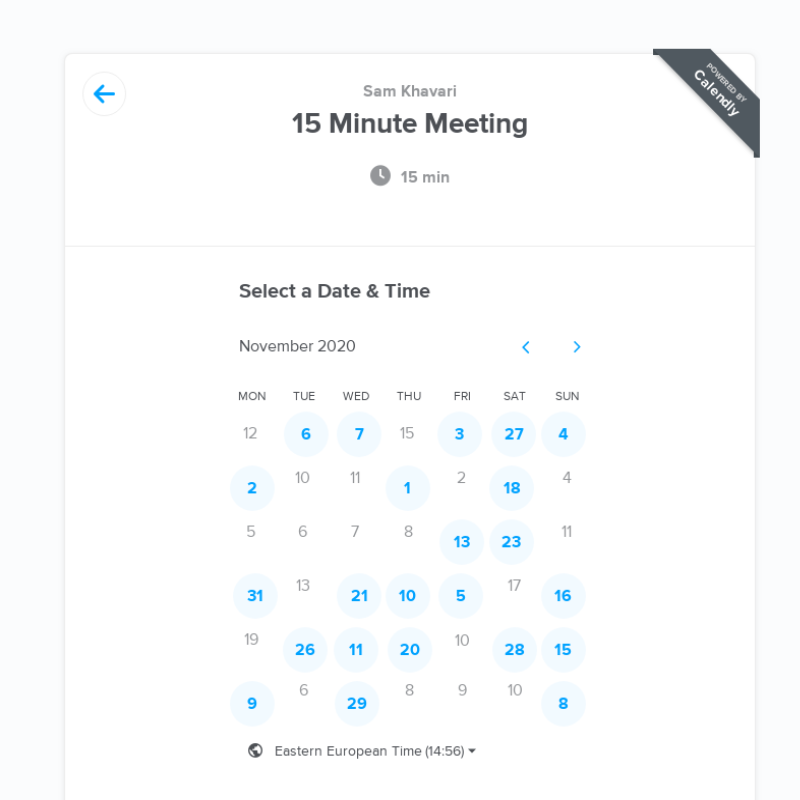 POWERED BY
Calendly
Sam Khavari
15 Minute Meeting
15 min
Select a Date & Time
November 2020
MON TUE WED THU FRI SAT SUN
12 6 7 15 3 27 4
2 10 11 1 2 18 4
5 6 7 8 13 23 11
31 13 21 10 5 17 16
19 26 11 20 10 28 15
9 6 29 8 9 10 8
Eastern European Time (14:56)